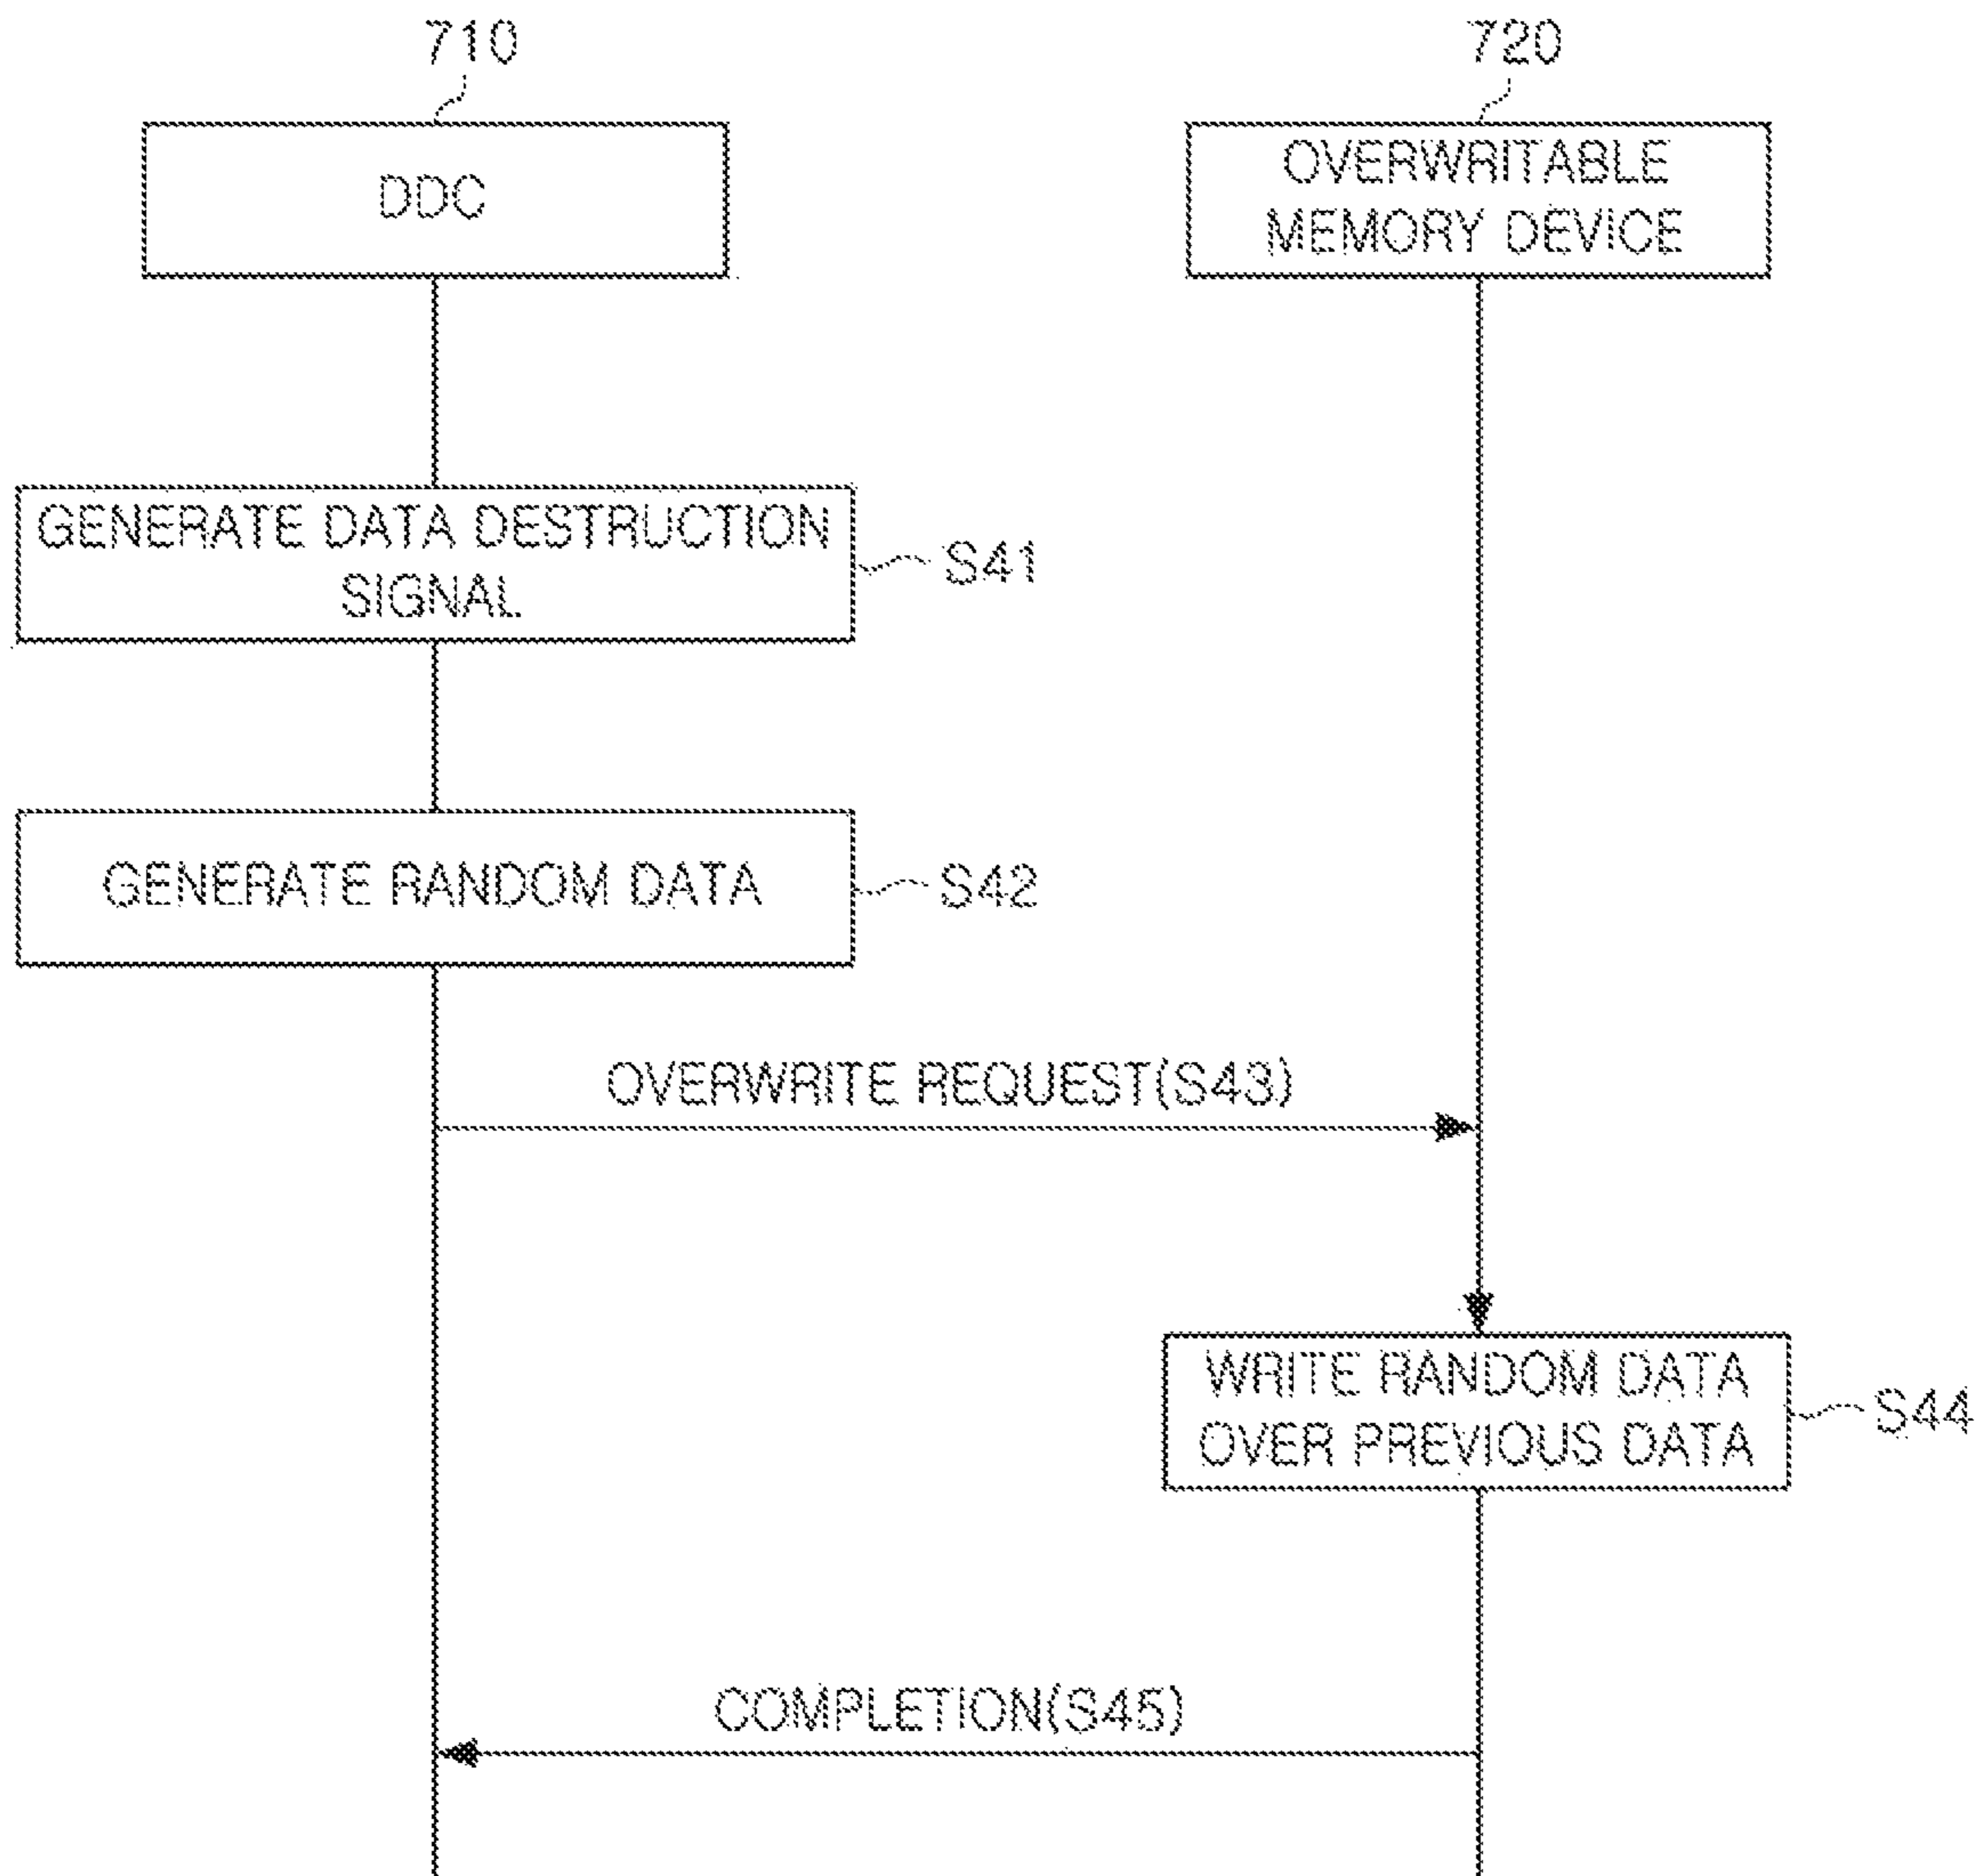 710
720
DDC
OVERWRITABLE
MEMORY DEVICE
GENERATE DATA DESTRUCTION
SIGNAL
S41
GENERATE RANDOM DATA
S42
OVERWRITE REQUEST(S43)
WRITE RANDOM DATA
OVER PREVIOUS DATA
S44
COMPLETION(S45)